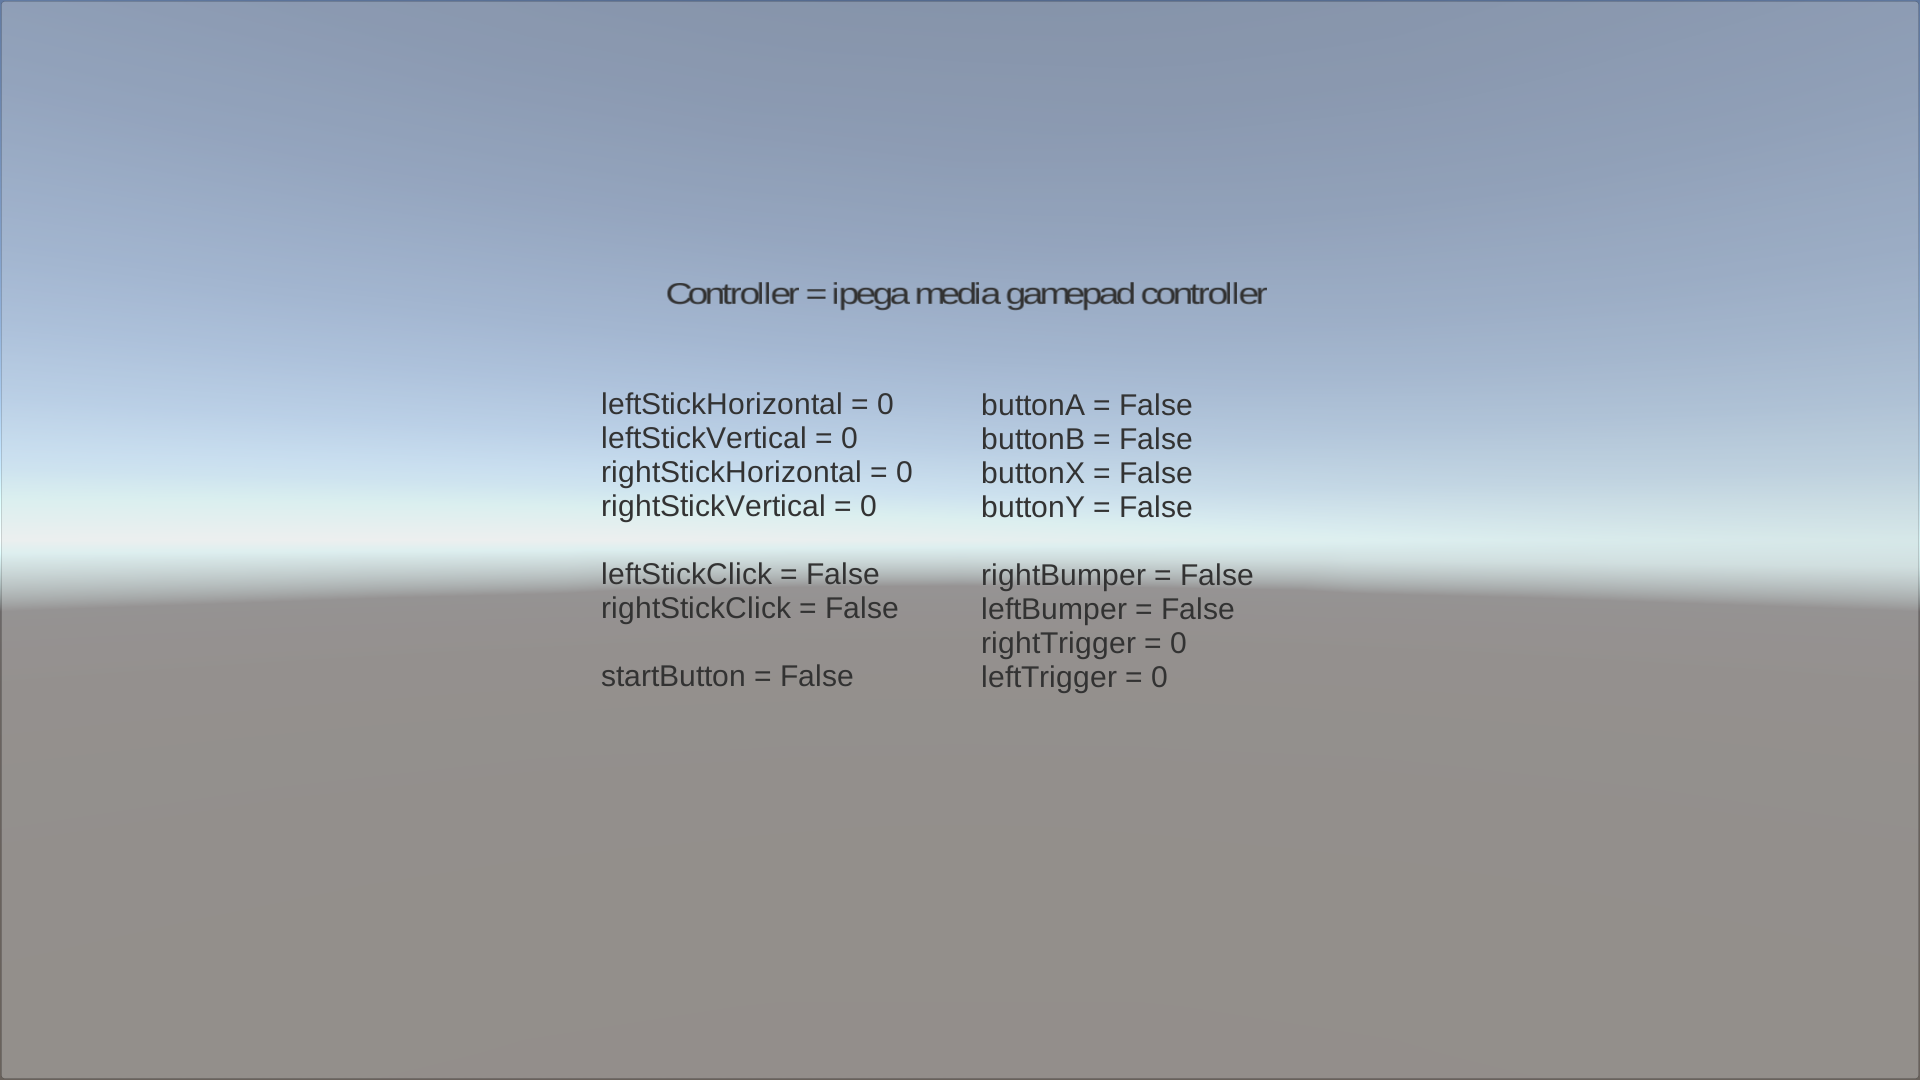 Controller = ipega media gamepad controller
leftStickHorizontal = 0
leftStickVertical = 0
rightStickHorizontal = 0
rightStickVertical = 0
leftStickClick = False
rightStickClick = False
startButton = False
buttonA = False
buttonB = False
buttonX = False
buttonY = False
rightBumper = False
leftBumper = False
rightTrigger = 0
leftTrigger = 0